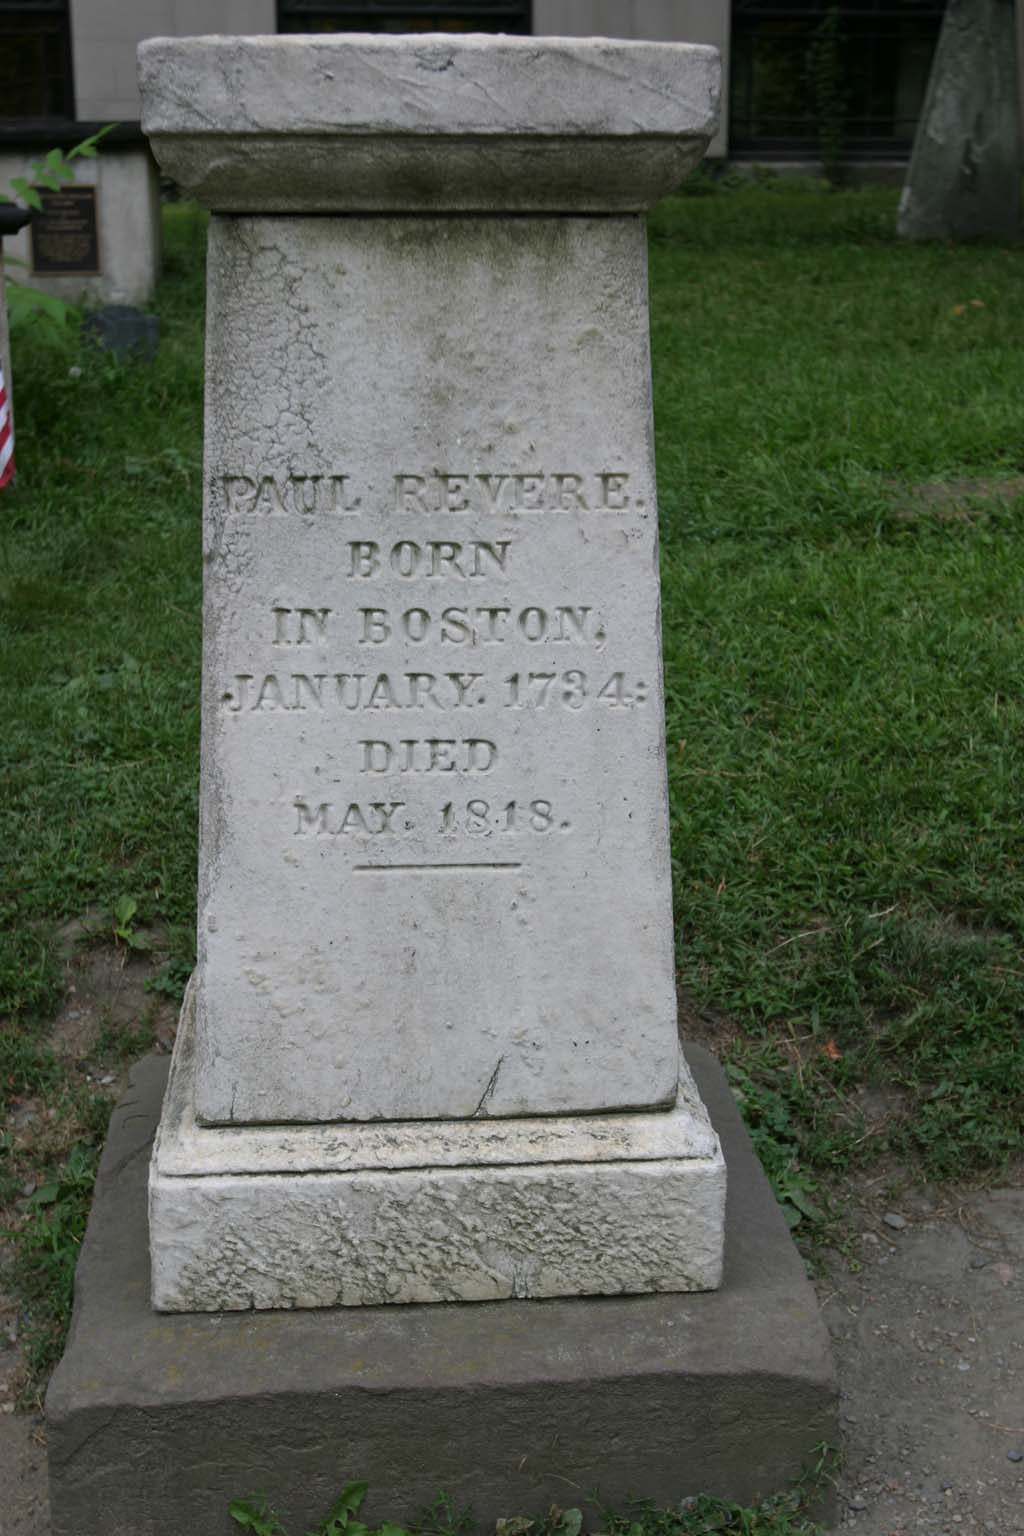 PAUL REVERE.
BORN
IN BOSTON,
JANUARY. 1734:
DIED
MAY. 1818.